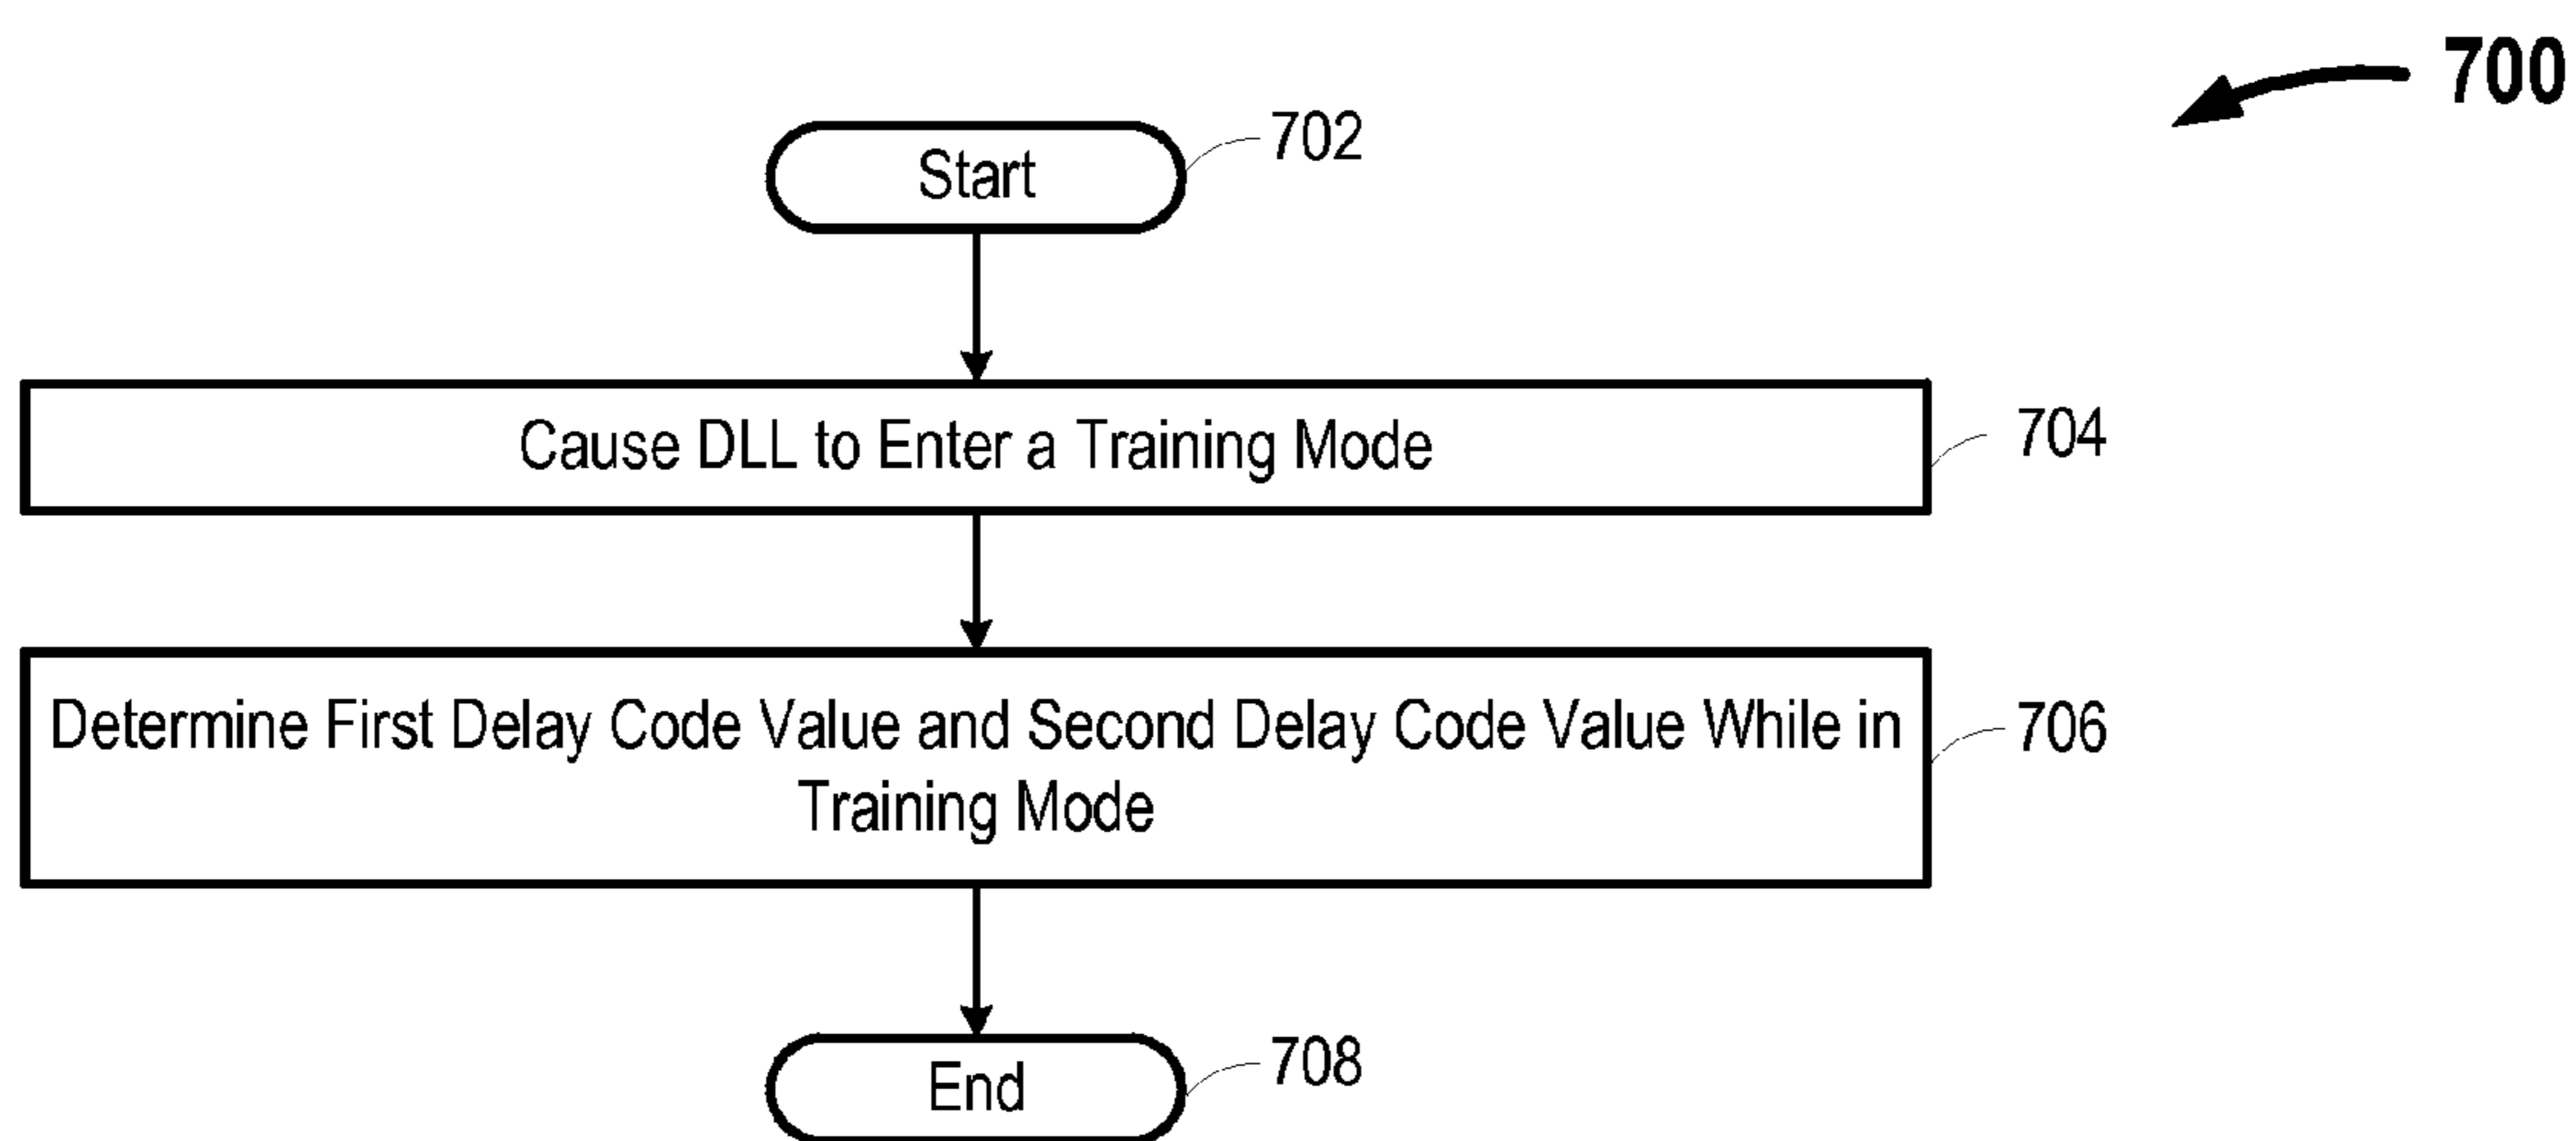 700
Start
702
Cause DLL to Enter a Training Mode
704
Determine First Delay Code Value and Second Delay Code Value While in
Training Mode
706
End
708